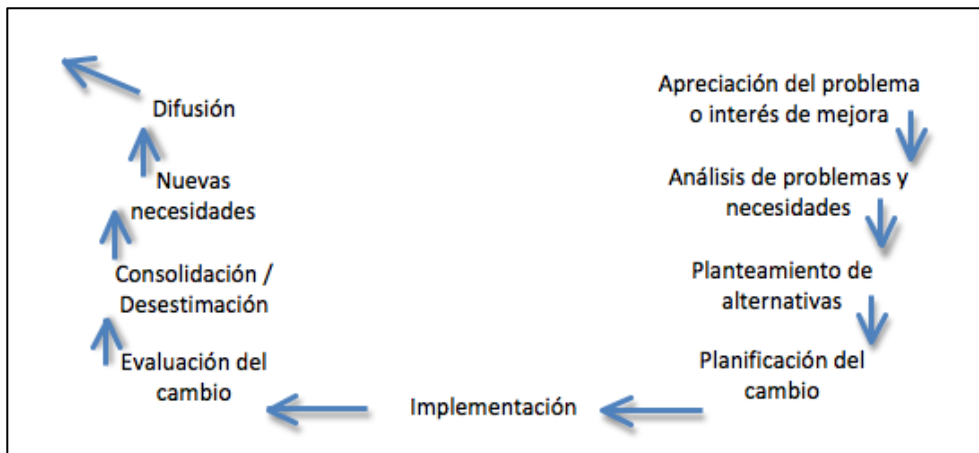 Apreciación del problema
o interés de mejora
Análisis de problemas y
necesidades
Planteamiento de
alternativas
Planificación del
cambio
Implementación
Evaluación del
cambio
Consolidación /
Desestimación
Nuevas
necesidades
Difusión